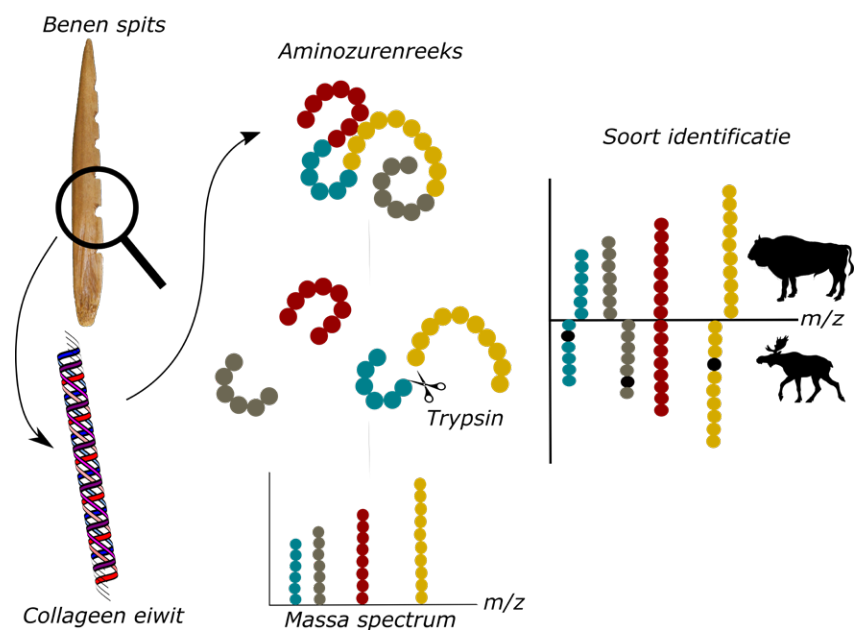 Benen spits
Aminozurenreeks
Soort identificatie
m/z
Trypsin
Collageen eiwit
m/z
Massa spectrum